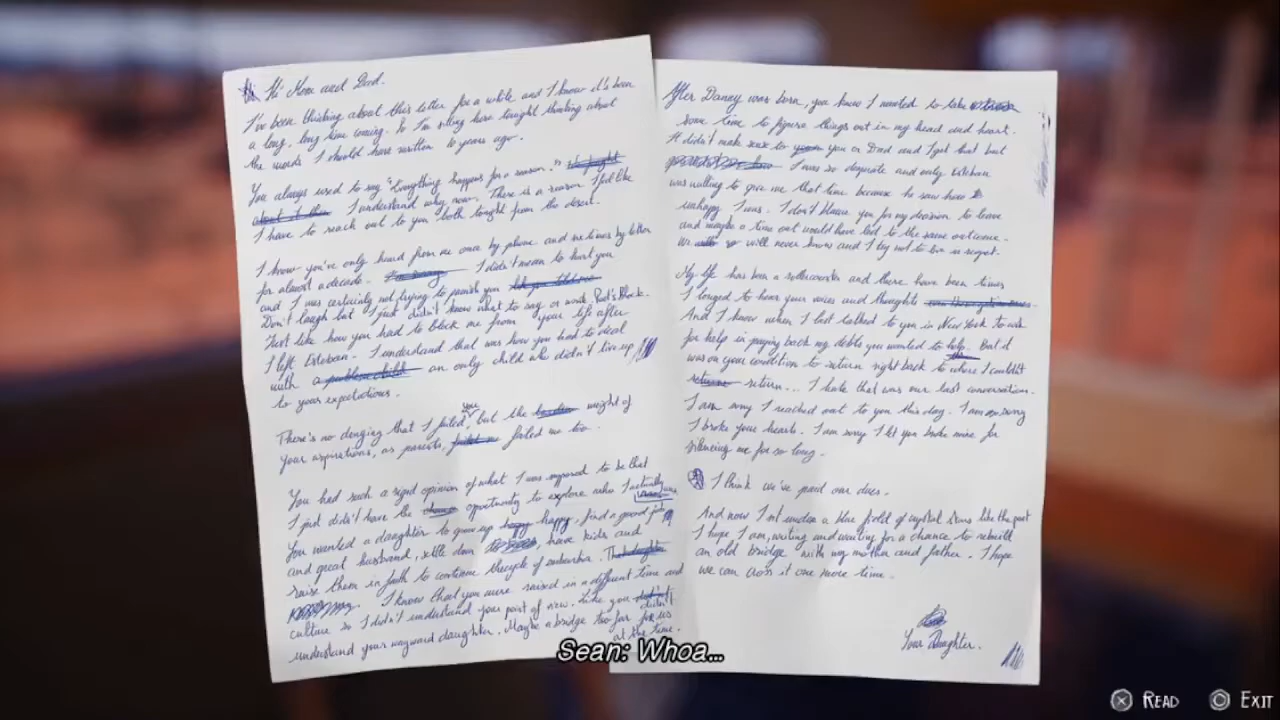 Hi Mom and Dad.
I've been thinking about this letter for a while and I know it's been
a long, long time coming. So I'm sitting here tonight thinking about
the words I should have written 10 years ago.
You always used to say "Everything happens for a reason."
about it then I understand why now. There is a reason I feel like
I have to reach out to you both tonight from the desert.
I know you've only heard from me once by phone and six times by letter
for almost a decade. I didn't mean to hurt you
and I was certainly not trying to punish you
Don't laugh but I just didn't know what to say or write. Poet's Block.
Just like how you had to block me from your life after
I left Esteban. I understand that was how you had to deal
with a problem child an only child who didn't live up
to your expectations.
There's no denying that I failed you, but the burden weight of
your aspirations, as parents, failed me failed me too.
You had such a rigid opinion of what I was supposed to be that
I just didn't have the chance oportunity to explore who I actually was
You wanted a daughter to grow up happy happy, find a good job
and great husband, settle down, have kids and
raise them in faith to continue the cycle of
I know that you were raised in a different time and
culture so I didn't understand your point of view. Like you didn't
understand your wayward daughter. Maybe a bridge too far for us
at the time.
After Danny was born, you knew I wanted to take
some time to figure things out in my head and heart.
It didn't make sense to you or Dad and I get that but
I was so desperate and only Esteban
was willing to give me that time because he saw how
unhappy I was. I don't blame you for my decision to leave
and maybe a time out would have led to the same outcome.
We will never know and I try not to live in regret.
My life has been a rollercoaster and there have been times
I longed to hear your voices and thoughts
And I know when I last talked to you in New York to ask
for help in paying back my debts you wanted to help. But it
was on your condition to return right back to where I couldn't
return return... I hate that was our last conversation.
I am sorry I reached out to you this day. I am so sorry
I broke your hearts. I am sorry I let you broke mine for
silencing me for so long.
I think we've paid our dues.
And now I sit under a blue field of crystal stars like the poet
I hope I am, writing and waiting for a chance to rebuild
an old bridge with my mother and father. I hope
we can cross it one more time.
Your Daughter.
Sean: Whoa...
READ EXIT